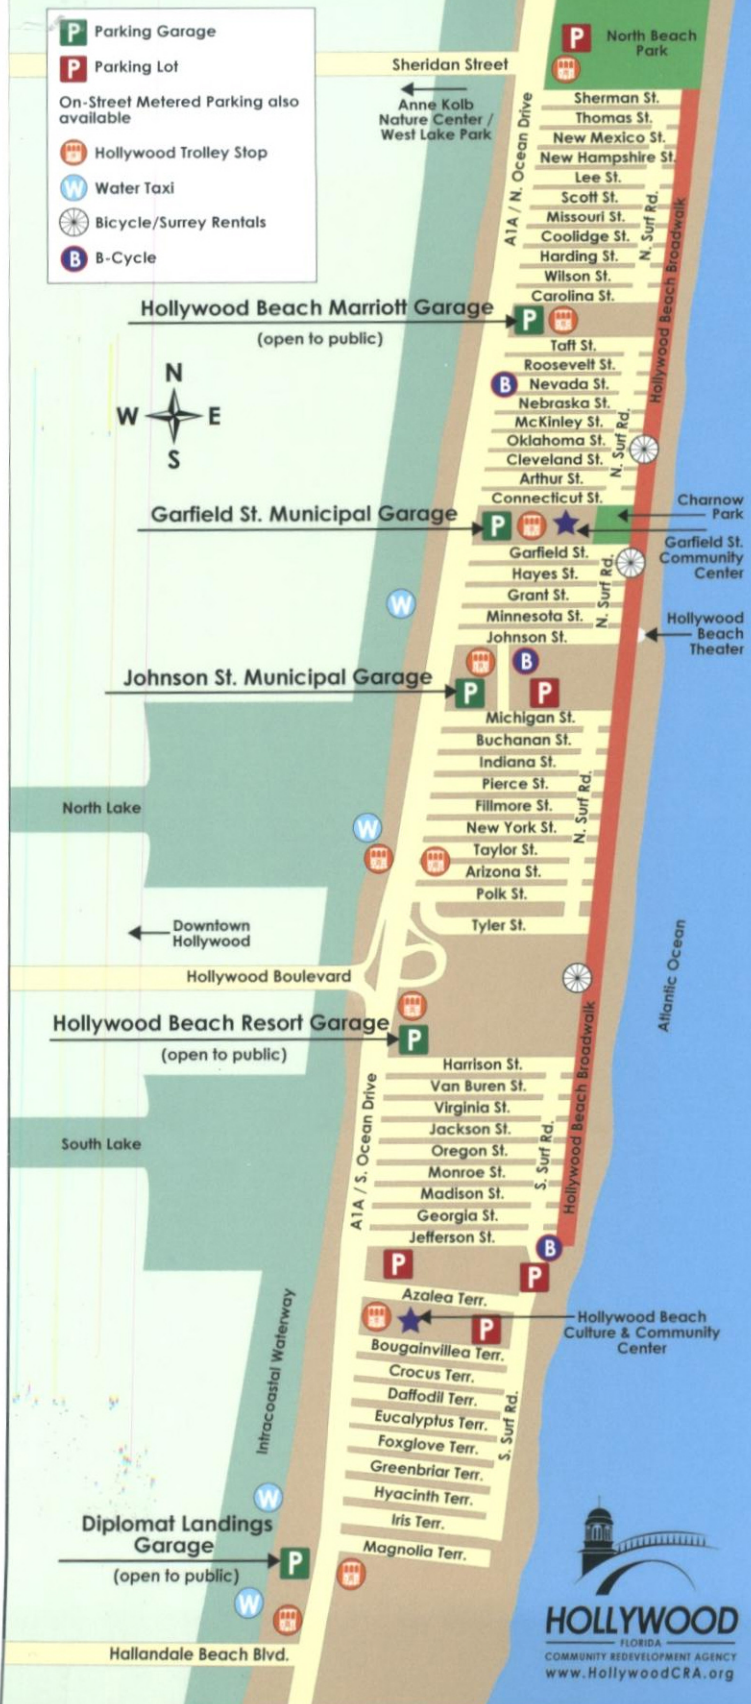 P Parking Garage
P Parking Lot
On-Street Metered Parking also
available
Hollywood Trolley Stop
W Water Taxi
Bicycle/Surrey Rentals
B B-Cycle
P
North Beach
Park
Sheridan Street
Anne Kolb
Nature Center /
West Lake Park
A1A / N. Ocean Drive
Sherman St.
Thomas St.
New Mexico St.
New Hampshire St.
Lee St.
Scott St.
Missouri St.
Coolidge St.
Harding St.
Wilson St.
Carolina St.
N. Surf Rd.
Hollywood Beach Broadwalk
Hollywood Beach Marriott Garage
(open to public)
P
Taft St.
Roosevelt St.
B Nevada St.
Nebraska St.
McKinley St.
Oklahoma St.
Cleveland St.
Arthur St.
Connecticut St.
N. Surf Rd.
N
W E
S
Garfield St. Municipal Garage
P
Charnow
Park
Garfield St.
Community
Center
Garfield St.
Hayes St.
Grant St.
Minnesota St.
Johnson St.
N. Surf Rd.
W
Hollywood
Beach
Theater
Johnson St. Municipal Garage
B
P
P
Michigan St.
Buchanan St.
Indiana St.
Pierce St.
Fillmore St.
New York St.
Taylor St.
Arizona St.
Polk St.
Tyler St.
N. Surf Rd.
North Lake
W
Downtown
Hollywood
Hollywood Boulevard
Atlantic Ocean
Hollywood Beach Resort Garage
(open to public)
P
Harrison St.
Van Buren St.
Virginia St.
Jackson St.
Oregon St.
Monroe St.
Madison St.
Georgia St.
Jefferson St.
A1A / S. Ocean Drive
S. Surf Rd.
Hollywood Beach Broadwalk
South Lake
B
P
P
Azalea Terr.
P
Hollywood Beach
Culture & Community
Center
Bougainvillea Terr.
Crocus Terr.
Daffodil Terr.
Eucalyptus Terr.
Foxglove Terr.
Greenbriar Terr.
Hyacinth Terr.
Iris Terr.
Magnolia Terr.
S. Surf Rd.
Intracoastal Waterway
W
Diplomat Landings
Garage
(open to public)
P
W
Hallandale Beach Blvd.
HOLLYWOOD
FLORIDA
COMMUNITY REDEVELOPMENT AGENCY
www.HollywoodCRA.org